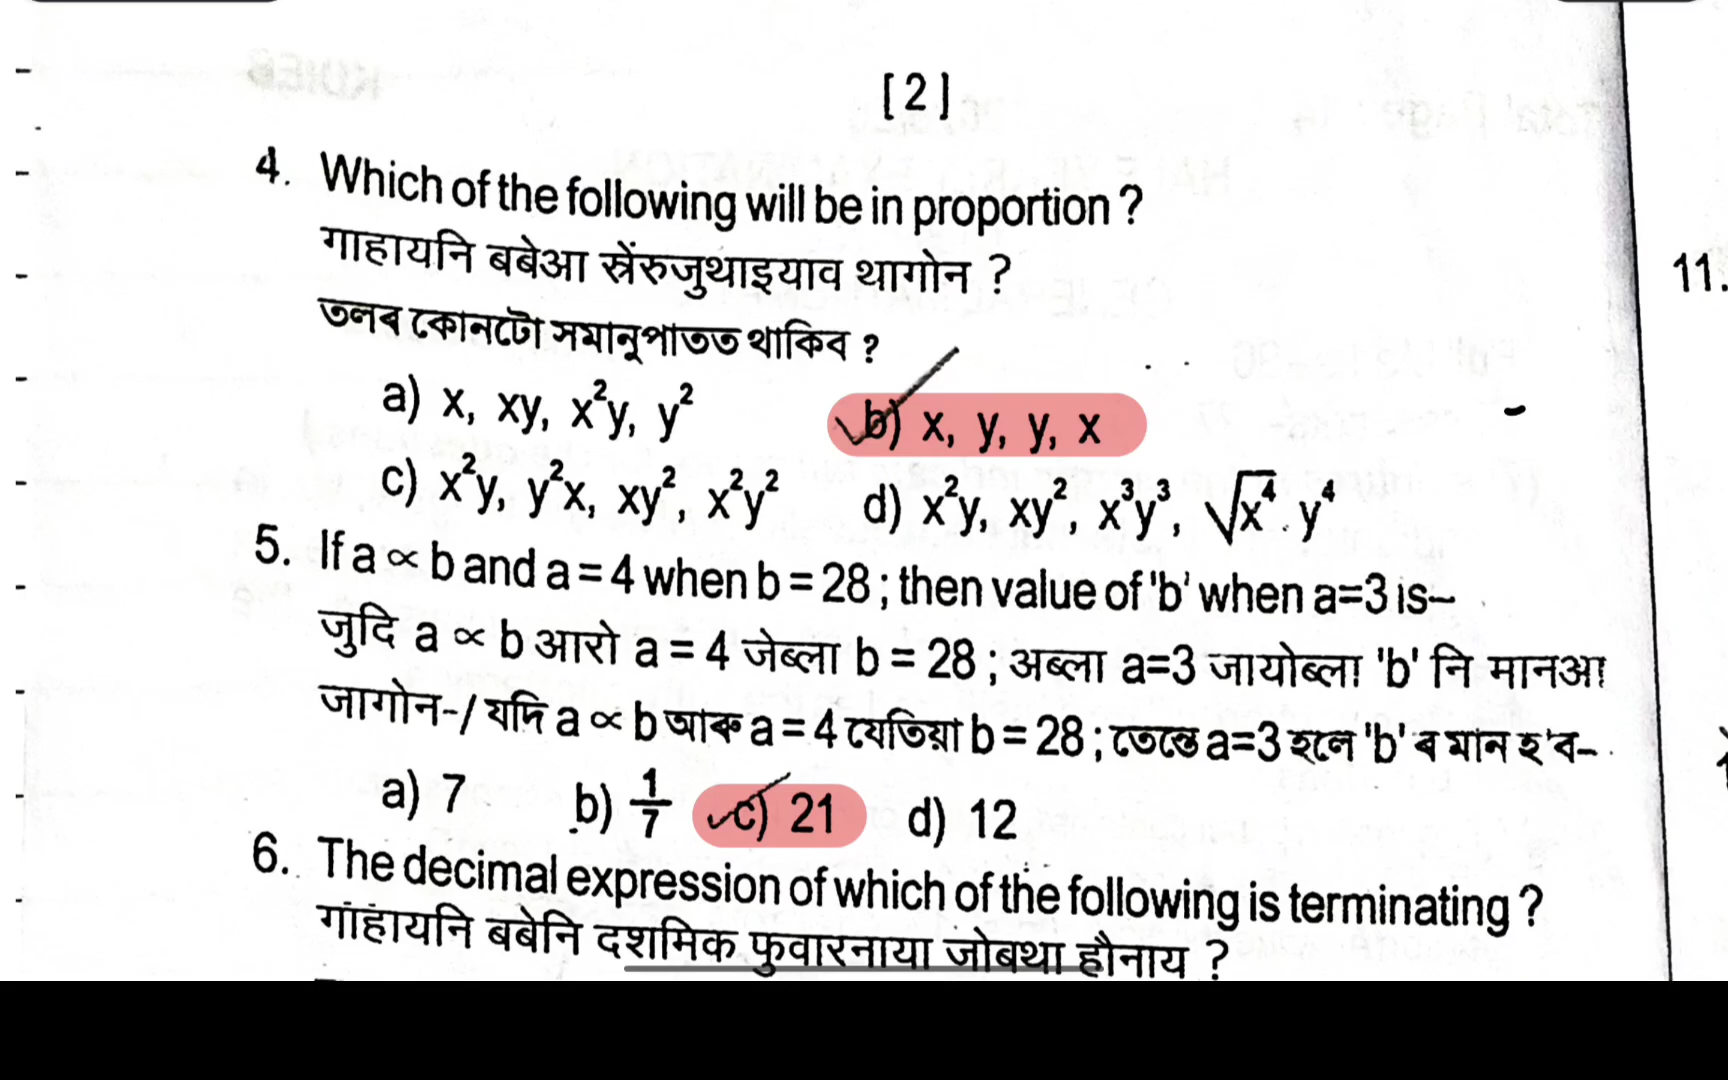 [2]
4. Which of the following will be in proportion ?
गाहायनि बबेआ स्रेंरुजुथाइयाव थागोन ?
তলৰ কোনটো সমানুপাতত থাকিব ?
a) x, xy, x²y, y² b) x, y, y, x
c) x²y, y²x, xy², x²y² d) x²y, xy², x³y³, √x⁴.y⁴
5. If a ∝ b and a = 4 when b = 28 ; then value of 'b' when a=3 is–
जुदि a ∝ b आरो a = 4 जेब्ला b = 28 ; अब्ला a=3 जायोब्ला 'b' नि मानआ
जागोन-/ যদি a ∝ b আৰু a = 4 যেতিয়া b = 28 ; তেন্তে a=3 হলে 'b' ৰ মান হ'ব–
a) 7 b) 1/7 c) 21 d) 12
6. The decimal expression of which of the following is terminating ?
गाहायनि बबेनि दशमिक फुवारनाया जोबथा हौनाय ?
11.